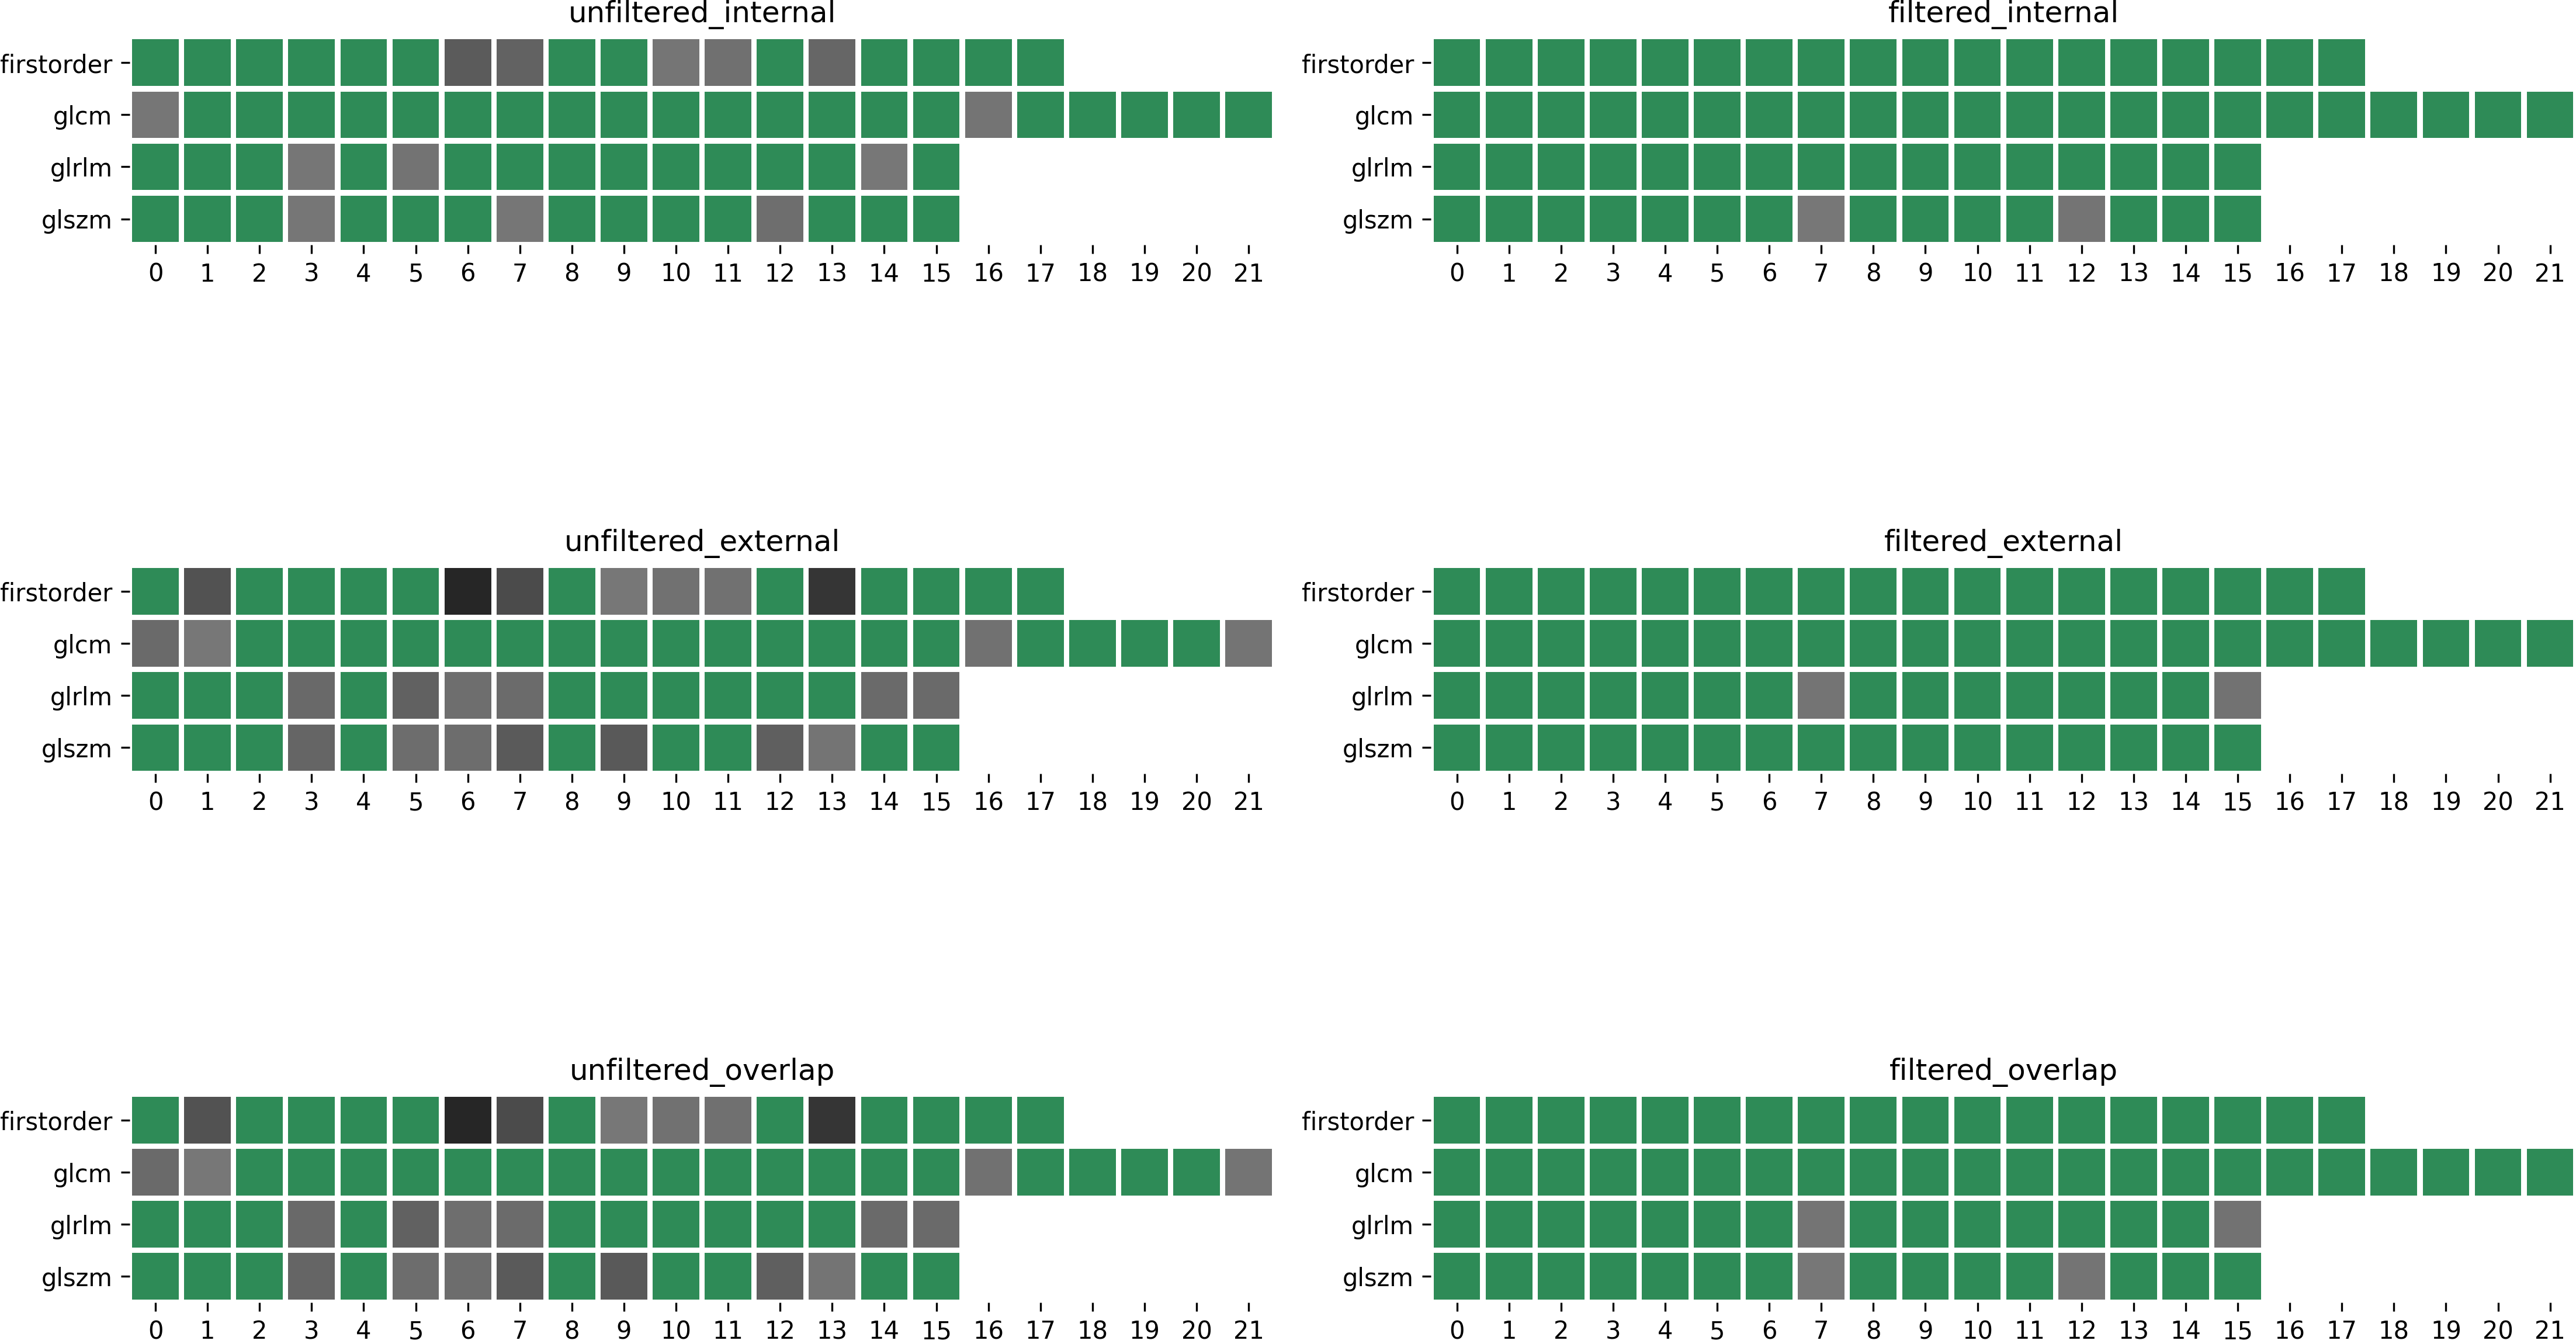 unfiltered_internal
firstorder
glcm
glrlm
glszm
0 1 2 3 4 5 6 7 8 9 10 11 12 13 14 15 16 17 18 19 20 21
filtered_internal
firstorder
glcm
glrlm
glszm
0 1 2 3 4 5 6 7 8 9 10 11 12 13 14 15 16 17 18 19 20 21
unfiltered_external
firstorder
glcm
glrlm
glszm
0 1 2 3 4 5 6 7 8 9 10 11 12 13 14 15 16 17 18 19 20 21
filtered_external
firstorder
glcm
glrlm
glszm
0 1 2 3 4 5 6 7 8 9 10 11 12 13 14 15 16 17 18 19 20 21
unfiltered_overlap
firstorder
glcm
glrlm
glszm
0 1 2 3 4 5 6 7 8 9 10 11 12 13 14 15 16 17 18 19 20 21
filtered_overlap
firstorder
glcm
glrlm
glszm
0 1 2 3 4 5 6 7 8 9 10 11 12 13 14 15 16 17 18 19 20 21